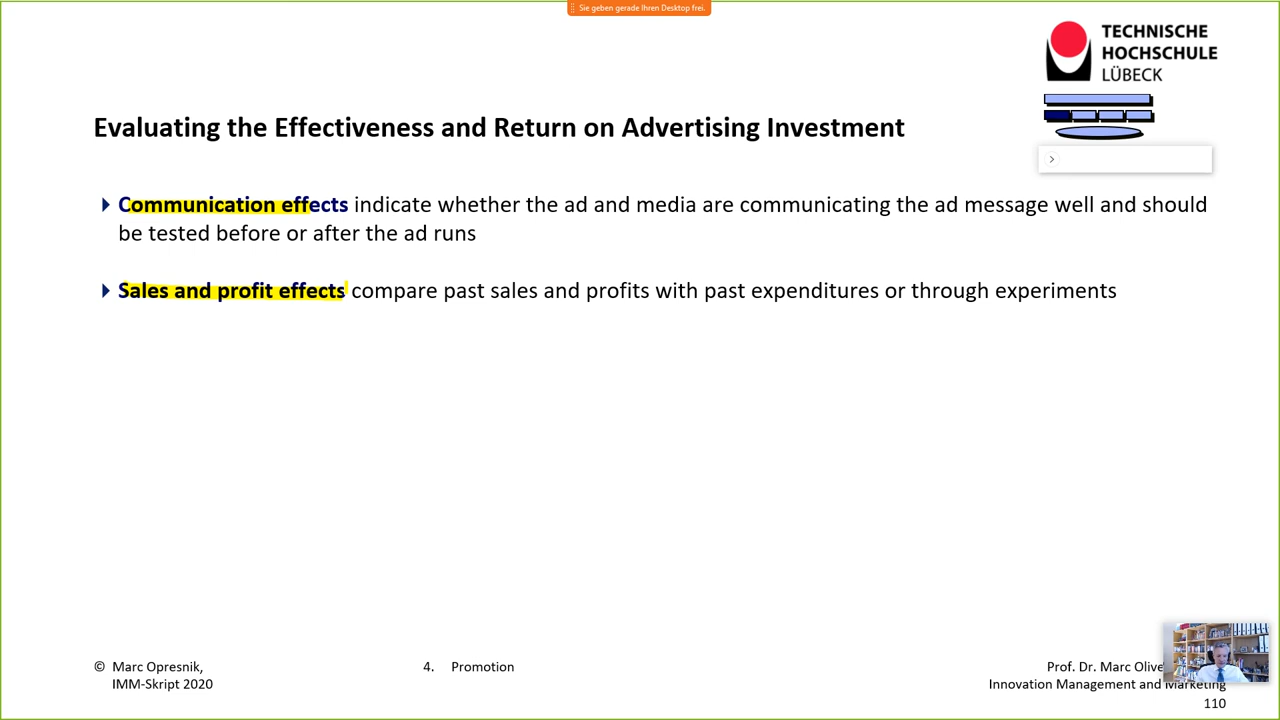 Sie geben gerade Ihren Desktop frei.
TECHNISCHE
HOCHSCHULE
LÜBECK
Evaluating the Effectiveness and Return on Advertising Investment
Communication effects indicate whether the ad and media are communicating the ad message well and should
be tested before or after the ad runs
Sales and profit effects compare past sales and profits with past expenditures or through experiments
© Marc Opresnik,
IMM-Skript 2020
4. Promotion
Prof. Dr. Marc
Innovation Management and Marketing
110